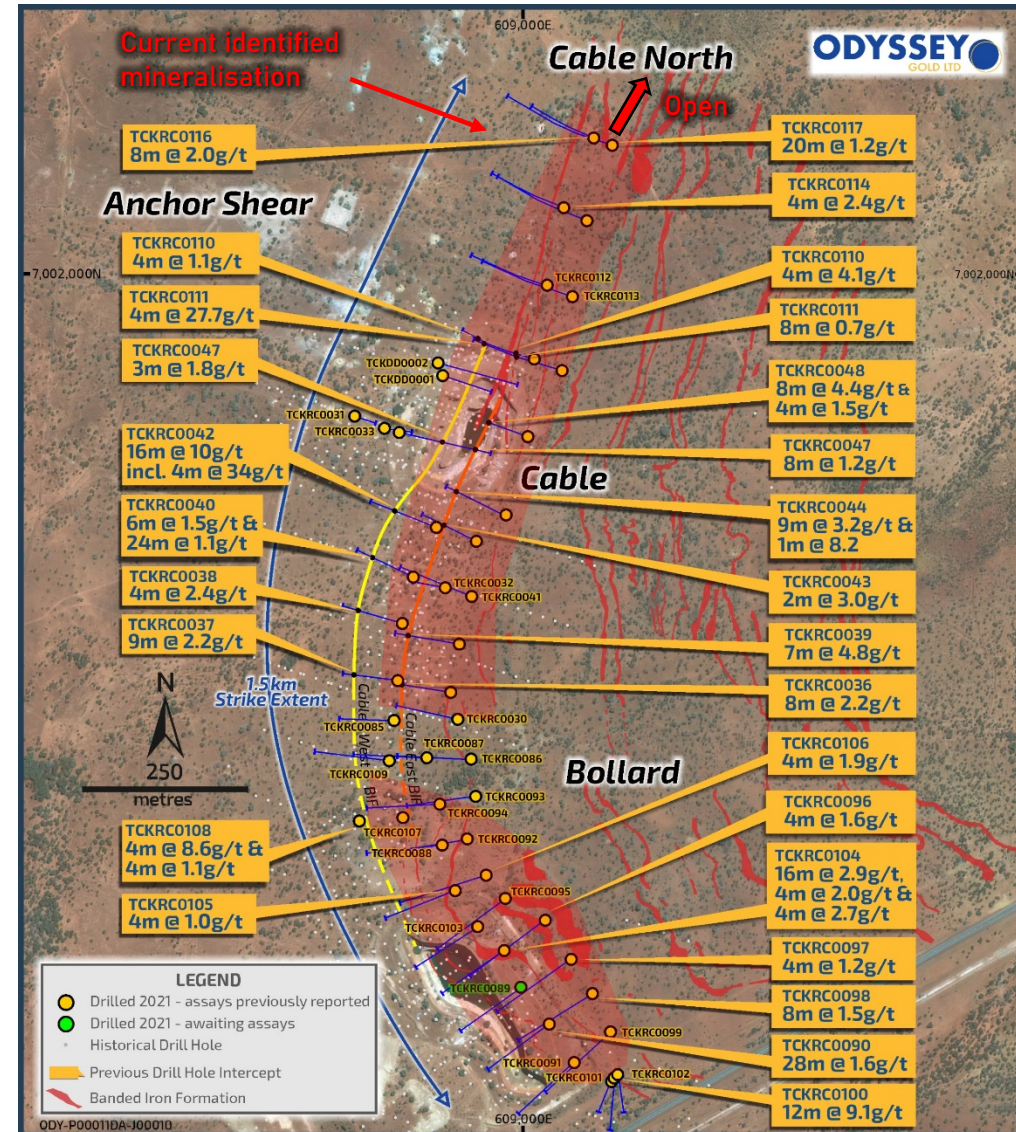 609,000E
Current identified
mineralisation
Cable North
ODYSSEY
GOLD LTD
Open
TCKRC0116
8m @ 2.0g/t
TCKRC0117
20m @ 1.2g/t
Anchor Shear
TCKRC0114
4m @ 2.4g/t
TCKRC0110
4m @ 1.1g/t
7,002,000N
7,002,000N
TCKRC0110
4m @ 4.1g/t
TCKRC0112
TCKRC0113
TCKRC0111
4m @ 27.7g/t
TCKRC0111
8m @ 0.7g/t
TCKRC0047
3m @ 1.8g/t
TCKDD0002
TCKDD0001
TCKRC0048
8m @ 4.4g/t &
4m @ 1.5g/t
TCKRC0031
TCKRC0033
TCKRC0042
16m @ 10g/t
incl. 4m @ 34g/t
TCKRC0047
8m @ 1.2g/t
Cable
TCKRC0044
9m @ 3.2g/t &
1m @ 8.2
TCKRC0040
6m @ 1.5g/t &
24m @ 1.1g/t
TCKRC0032
TCKRC0041
TCKRC0043
2m @ 3.0g/t
TCKRC0038
4m @ 2.4g/t
TCKRC0037
9m @ 2.2g/t
TCKRC0039
7m @ 4.8g/t
TCKRC0036
8m @ 2.2g/t
N
1.5km
Strike Extent
250
metres
Cable West BIF
Cable East BIF
TCKRC0085
TCKRC0030
TCKRC0087
TCKRC0086
TCKRC0109
Bollard
TCKRC0106
4m @ 1.9g/t
TCKRC0093
TCKRC0094
TCKRC0107
TCKRC0092
TCKRC0088
TCKRC0096
4m @ 1.6g/t
TCKRC0108
4m @ 8.6g/t &
4m @ 1.1g/t
TCKRC0104
16m @ 2.9g/t,
4m @ 2.0g/t &
4m @ 2.7g/t
TCKRC0105
4m @ 1.0g/t
TCKRC0095
TCKRC0103
TCKRC0097
4m @ 1.2g/t
TCKRC0089
TCKRC0098
8m @ 1.5g/t
TCKRC0099
TCKRC0090
28m @ 1.6g/t
TCKRC0091
TCKRC0101
TCKRC0102
TCKRC0100
12m @ 9.1g/t
LEGEND
Drilled 2021 - assays previously reported
Drilled 2021 - awaiting assays
Historical Drill Hole
Previous Drill Hole Intercept
Banded Iron Formation
609,000E
ODY-P00011DA-J00010